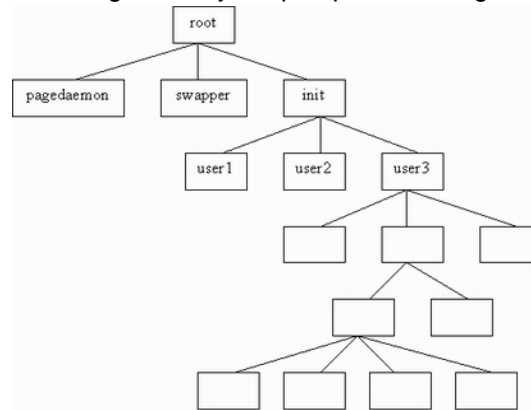 root
pagedaemon swapper init
user1 user2 user3